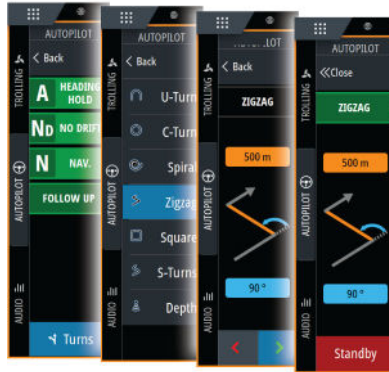 AUTOPILOT
< Back
A HEADING HOLD
ND NO DRIFT
N NAV.
FOLLOW UP
Turns
TROLLING
AUTOPILOT
AUDIO
AUTOPILOT
< Back
U-Turn
C-Turn
Spiral
Zigzag
Square
S-Turns
Depth
TROLLING
AUTOPILOT
AUDIO
< Back
ZIGZAG
500 m
90 °
< >
TROLLING
AUTOPILOT
AUDIO
AUTOPILOT
<<Close
ZIGZAG
500 m
90 °
Standby
TROLLING
AUTOPILOT
AUDIO